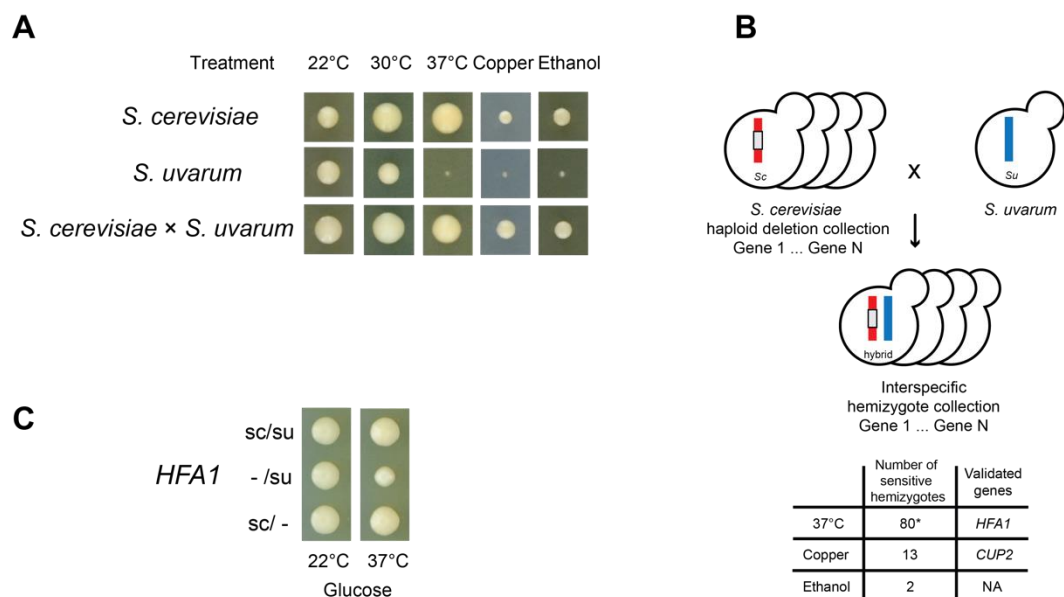 A
Treatment 22°C 30°C 37°C Copper Ethanol
S. cerevisiae
S. uvarum
S. cerevisiae × S. uvarum
B
Sc
Su
X
S. cerevisiae
haploid deletion collection
Gene 1 ... Gene N
S. uvarum
hybrid
Interspecific
hemizygote collection
Gene 1 ... Gene N
Number of
sensitive
hemizygotes
Validated
genes
37°C 80* HFA1
Copper 13 CUP2
Ethanol 2 NA
C
HFA1
sc/su
- /su
sc/ -
22°C 37°C
Glucose